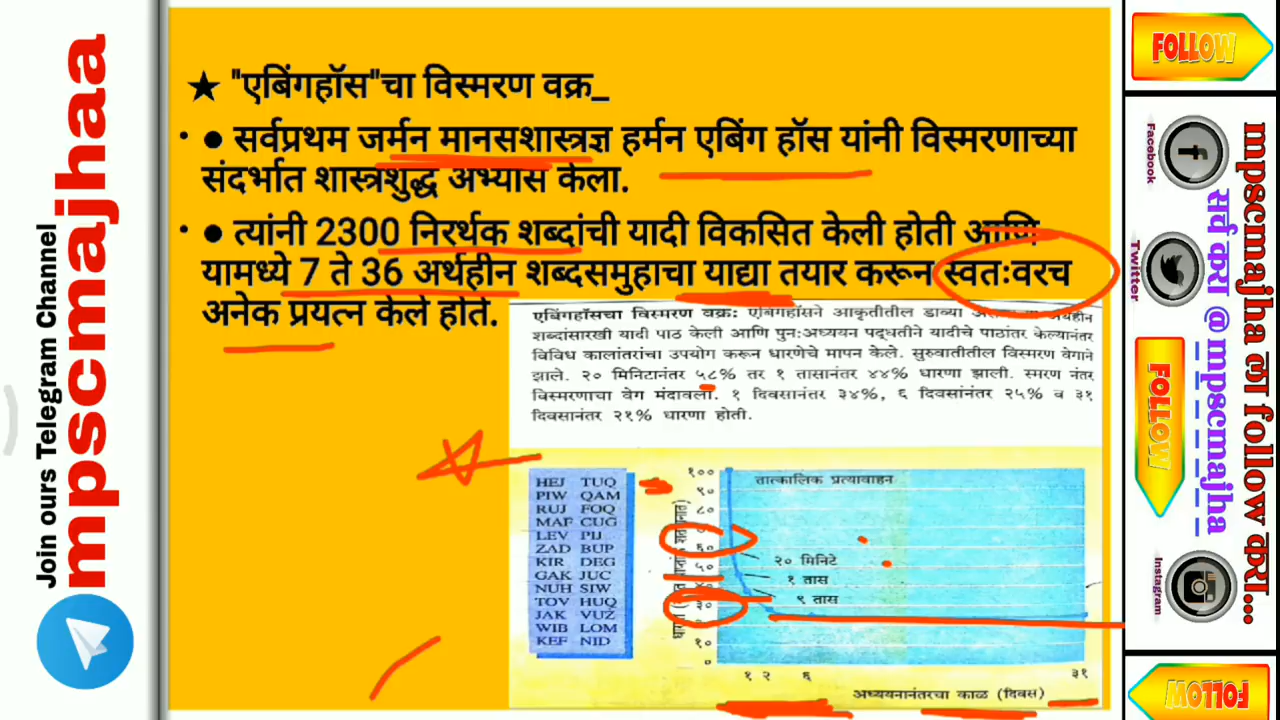 Join ours Telegram Channel
mpscmajhaa
★ "एबिंगहॉस"चा विस्मरण वक्र_
● सर्वप्रथम जर्मन मानसशास्त्रज्ञ हर्मन एबिंग हॉस यांनी विस्मरणाच्या
संदर्भात शास्त्रशुद्ध अभ्यास केला.
● त्यांनी 2300 निरर्थक शब्दांची यादी विकसित केली होती आणि
यामध्ये 7 ते 36 अर्थहीन शब्दसमुहाचा याद्या तयार करून स्वतःवरच
अनेक प्रयत्न केले होते.
एबिंगहॉसचा विस्मरण वक्र: एबिंगहॉसने आकृतीतील डाव्या
शब्दांसारखी यादी पाठ केली आणि पुन:अध्ययन पद्धतीने यादीचे पाठांतर केल्यानंतर
विविध कालांतरांचा उपयोग करून धारणेचे मापन केले. सुरुवातीतील विस्मरण वेगाने
झाले. २० मिनिटानंतर ५८% तर १ तासानंतर ४४% धारणा झाली. स्मरण नंतर
विस्मरणाचा वेग मंदावला. १ दिवसानंतर ३४%, ६ दिवसांनंतर २५% व ३१
दिवसानंतर २१% धारणा होती.
HEJ TUQ
PIW QAM
RUJ FOQ
MAF CUG
LEV PIJ
ZAD BUP
KIR DEG
GAK JUC
NUH SIW
TOV HUQ
JAK VUZ
WIB LOM
KEF NID
१००
९०
८०
६०
५०
३०
१०
०
तात्कालिक प्रत्यावाहन
२० मिनिटे
१ तास
९ तास
१ २ ६ ३१
अध्ययनानंतरचा काळ (दिवस)
FOLLOW
Facebook
Twitter
Instagram
FOLLOW
सर्च करा @ mpscmajha
mpscmajha ला follow करा...
FOLLOW